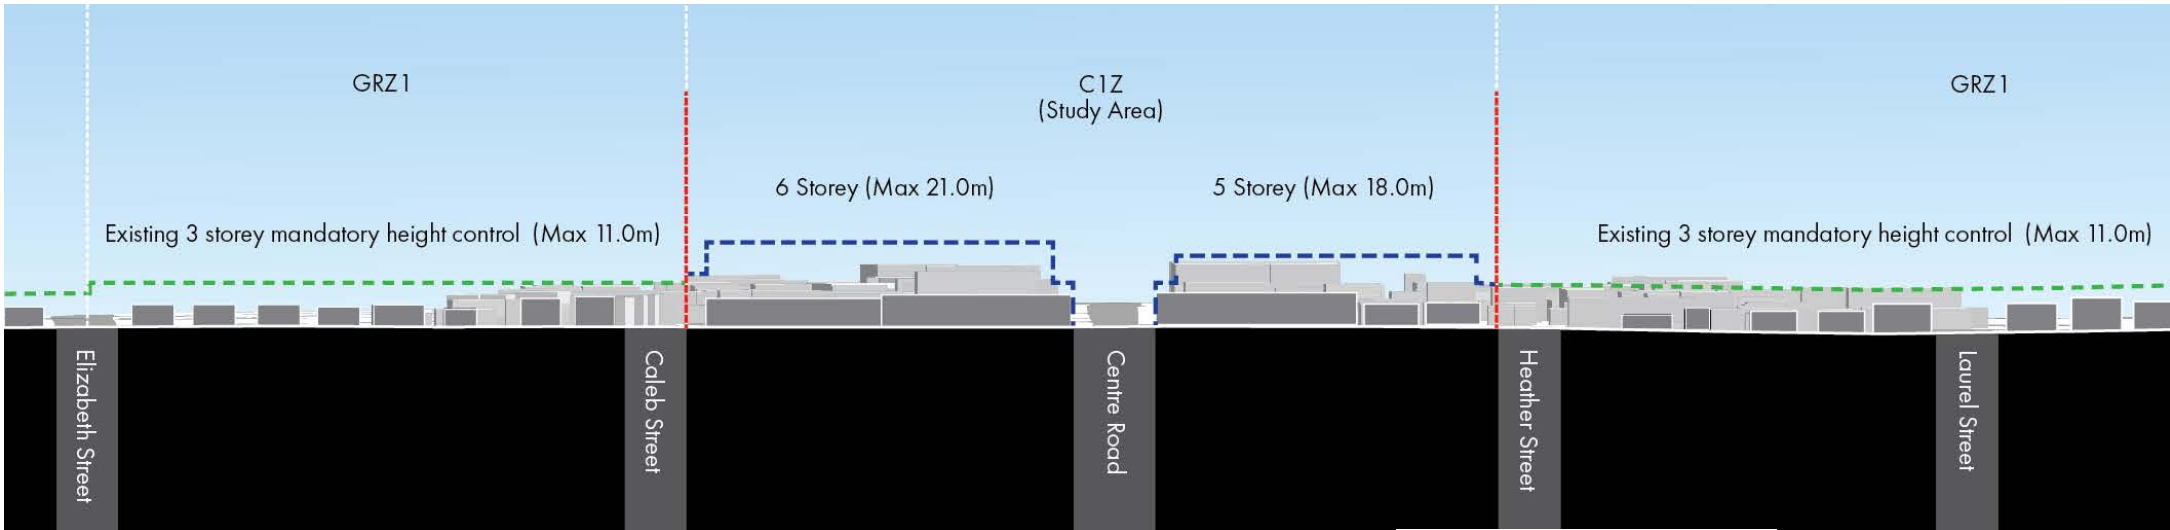 GRZ1
C1Z
(Study Area)
GRZ1
6 Storey (Max 21.0m)
5 Storey (Max 18.0m)
Existing 3 storey mandatory height control (Max 11.0m)
Existing 3 storey mandatory height control (Max 11.0m)
Elizabeth Street
Caleb Street
Centre Road
Heather Street
Laurel Street